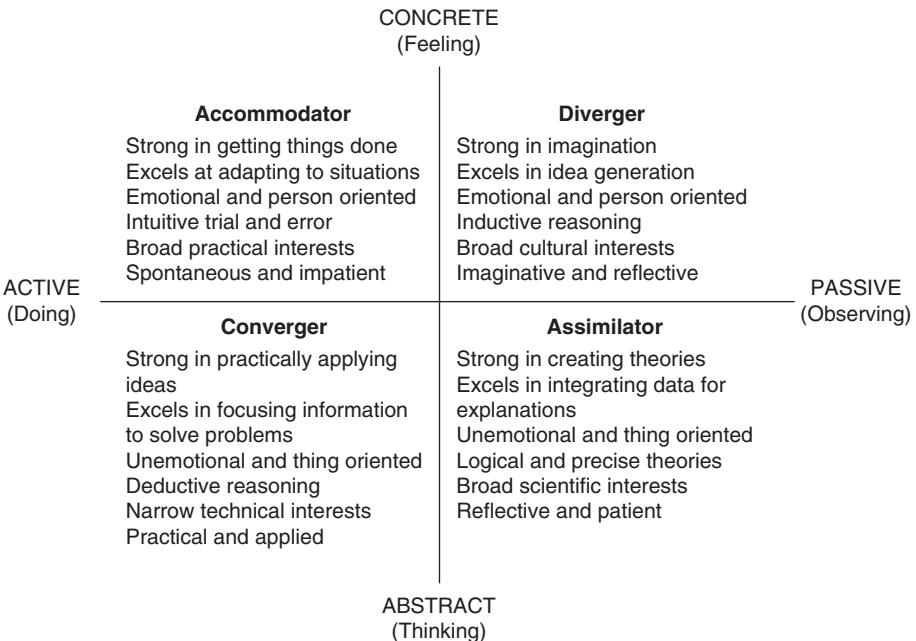 CONCRETE
(Feeling)
Accommodator
Strong in getting things done
Excels at adapting to situations
Emotional and person oriented
Intuitive trial and error
Broad practical interests
Spontaneous and impatient
Diverger
Strong in imagination
Excels in idea generation
Emotional and person oriented
Inductive reasoning
Broad cultural interests
Imaginative and reflective
ACTIVE
(Doing)
PASSIVE
(Observing)
Converger
Strong in practically applying
ideas
Excels in focusing information
to solve problems
Unemotional and thing oriented
Deductive reasoning
Narrow technical interests
Practical and applied
Assimilator
Strong in creating theories
Excels in integrating data for
explanations
Unemotional and thing oriented
Logical and precise theories
Broad scientific interests
Reflective and patient
ABSTRACT
(Thinking)